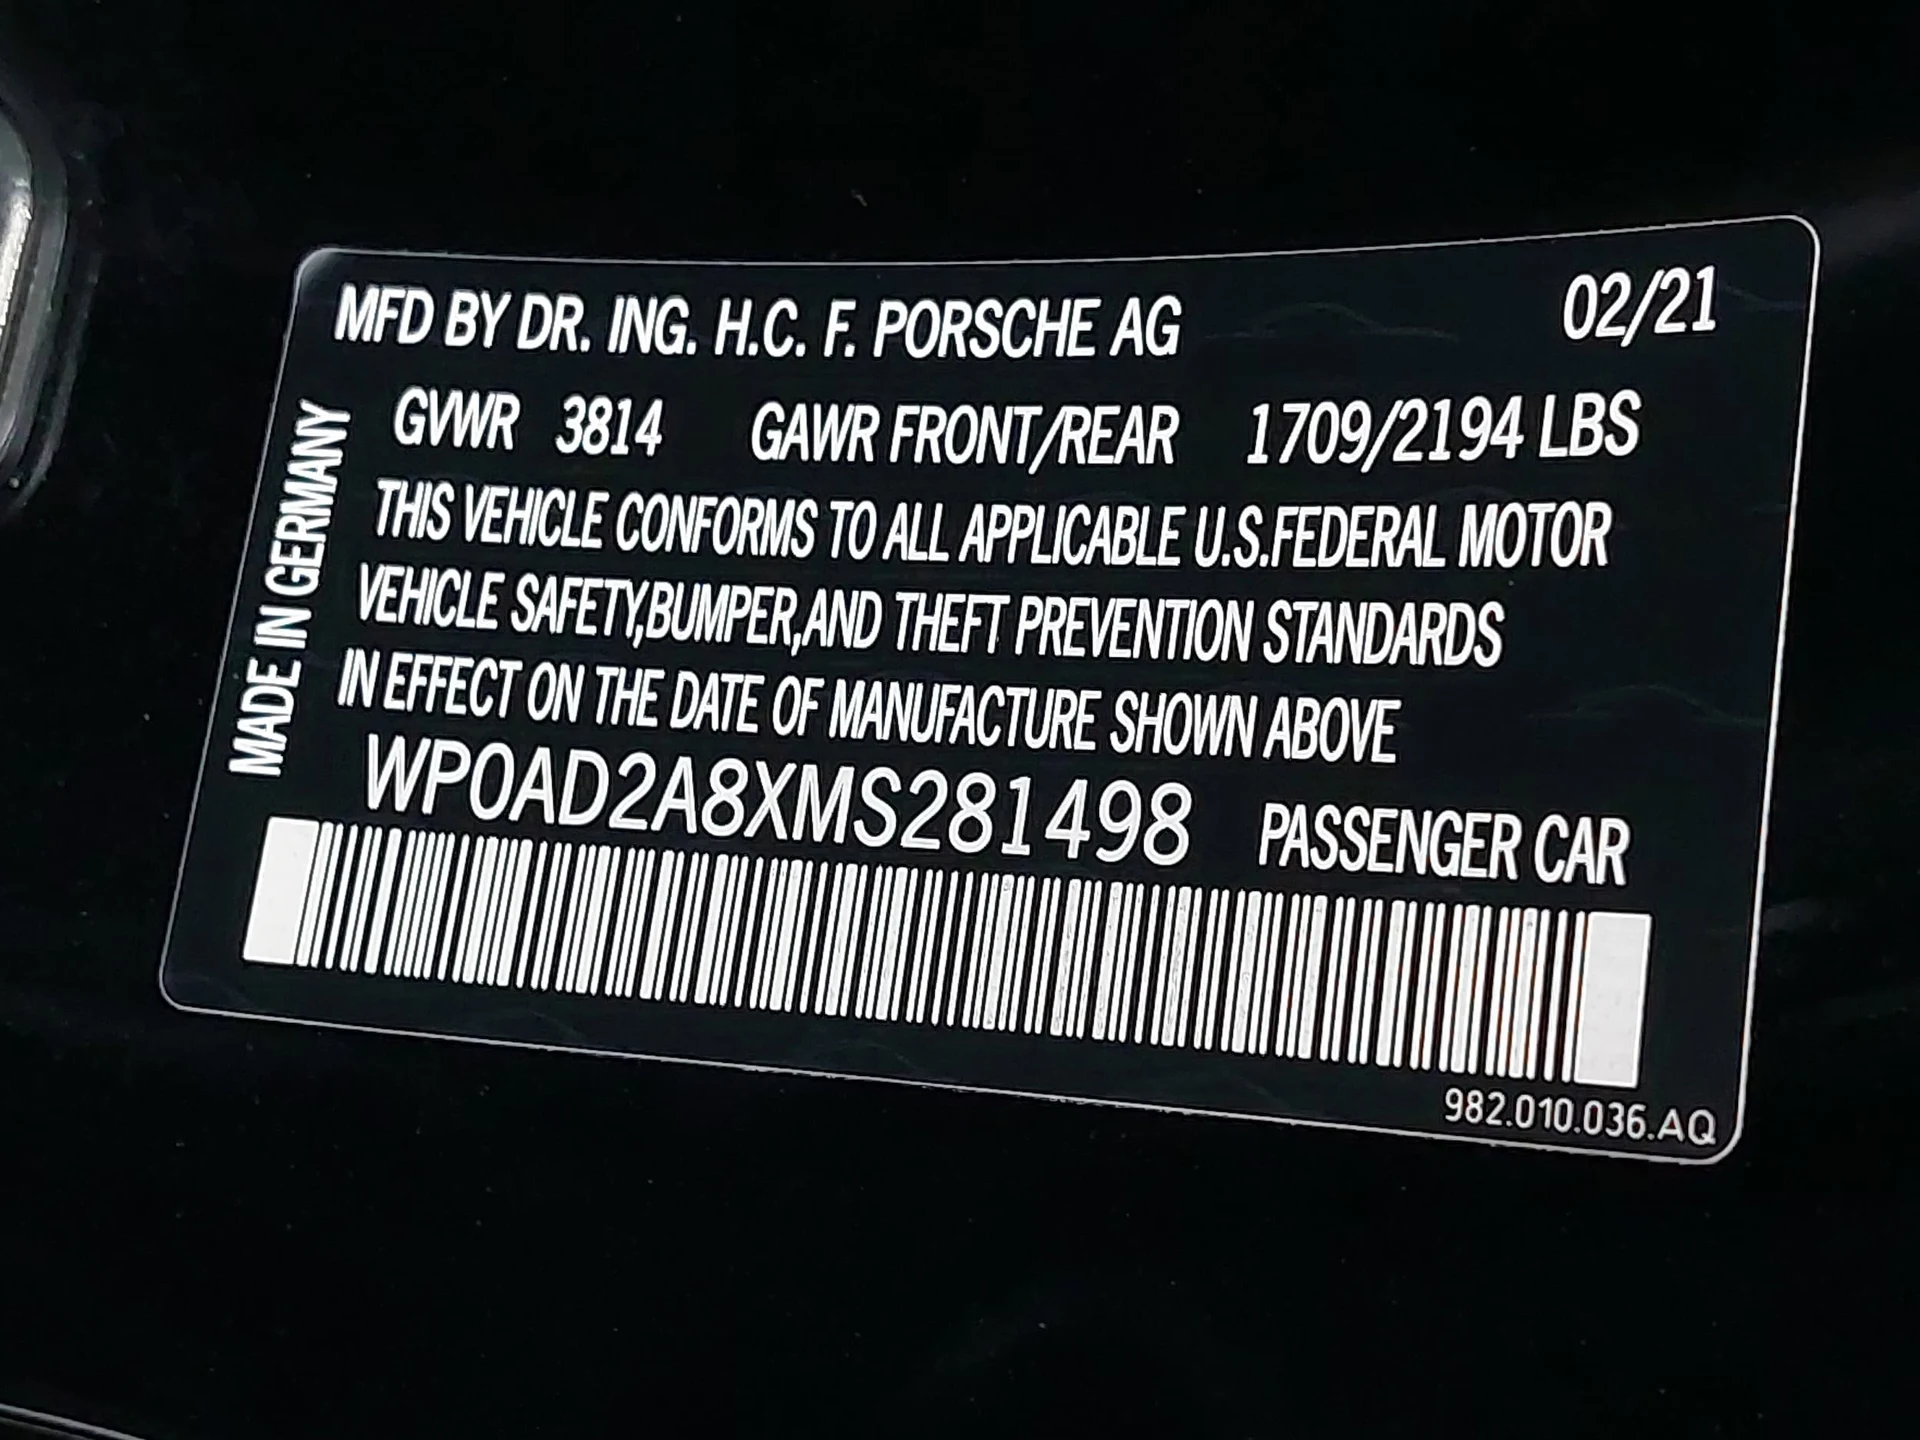 MFD BY DR. ING. H.C. F. PORSCHE AG 02/21
GVWR 3814 GAWR FRONT/REAR 1709/2194 LBS
THIS VEHICLE CONFORMS TO ALL APPLICABLE U.S.FEDERAL MOTOR
VEHICLE SAFETY,BUMPER,AND THEFT PREVENTION STANDARDS
IN EFFECT ON THE DATE OF MANUFACTURE SHOWN ABOVE
WP0AD2A8XMS281498 PASSENGER CAR
MADE IN GERMANY
982.010.036.AQ